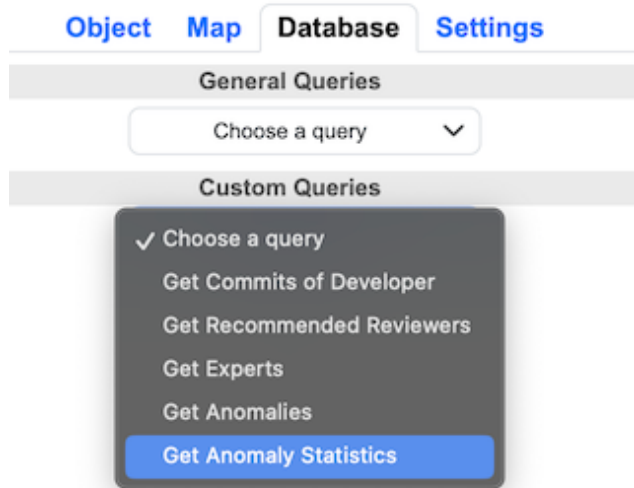 Object Map Database Settings
General Queries
Choose a query
Custom Queries
Choose a query
Get Commits of Developer
Get Recommended Reviewers
Get Experts
Get Anomalies
Get Anomaly Statistics